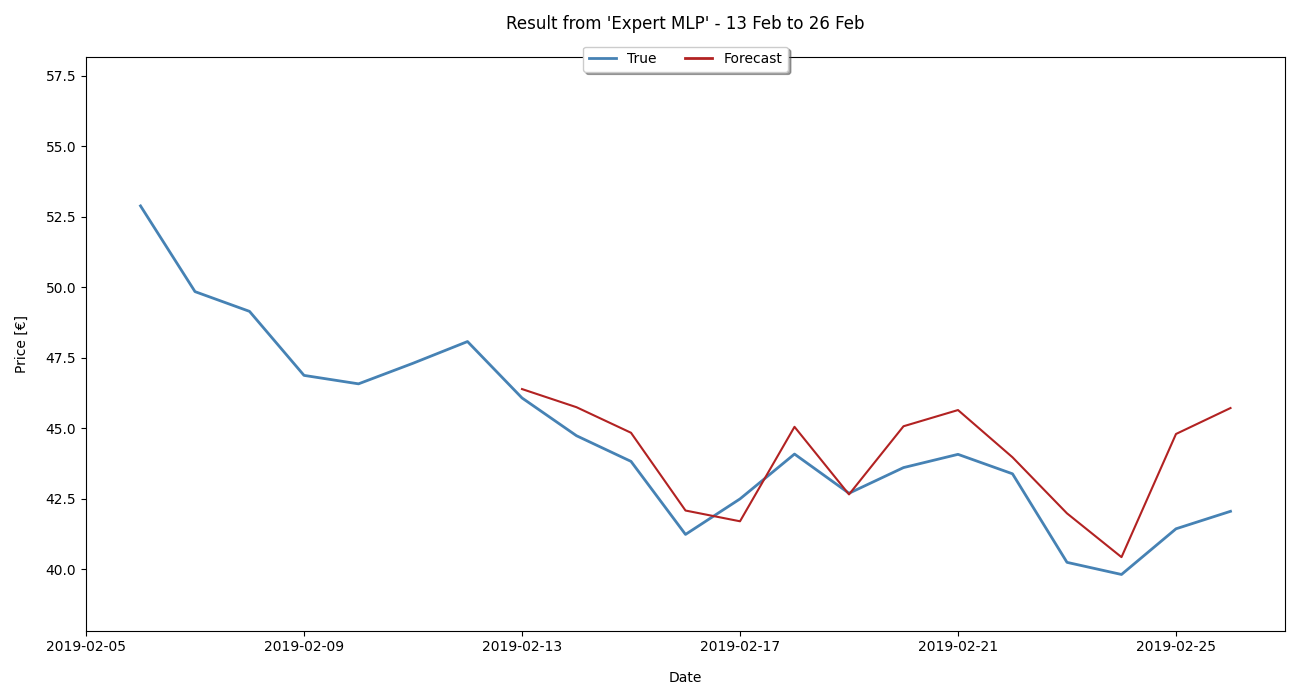 Result from 'Expert MLP' - 13 Feb to 26 Feb
True Forecast
57.5
55.0
52.5
50.0
47.5
45.0
42.5
40.0
Price [€]
2019-02-05 2019-02-09 2019-02-13 2019-02-17 2019-02-21 2019-02-25
Date